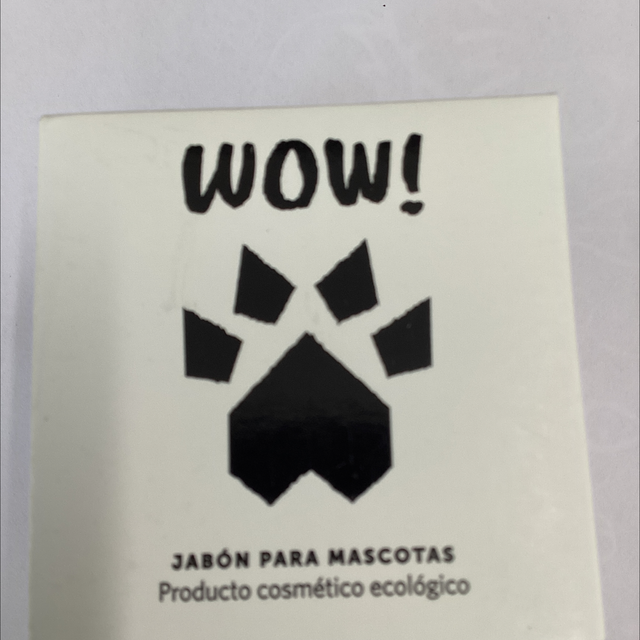 WOW!
JABÓN PARA MASCOTAS
Producto cosmético ecológico